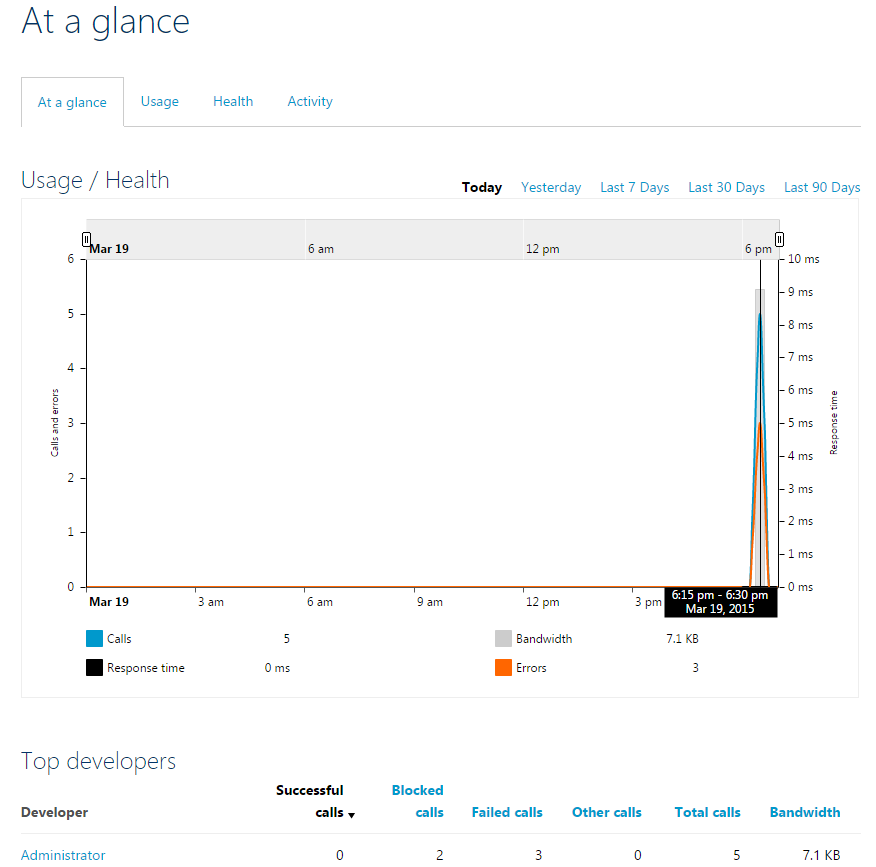 At a glance
At a glance Usage Health Activity
Usage / Health
Today Yesterday Last 7 Days Last 30 Days Last 90 Days
Mar 19 6 am 12 pm 6 pm
6 10 ms
9 ms
5
8 ms
7 ms
4
6 ms
Calls and errors
Response time
3 5 ms
4 ms
2
3 ms
2 ms
1
1 ms
0 0 ms
Mar 19 3 am 6 am 9 am 12 pm 3 pm
6:15 pm - 6:30 pm
Mar 19, 2015
Calls 5 Bandwidth 7.1 KB
Response time 0 ms Errors 3
Top developers
Developer Successful calls Blocked calls Failed calls Other calls Total calls Bandwidth
Administrator 0 2 3 0 5 7.1 KB